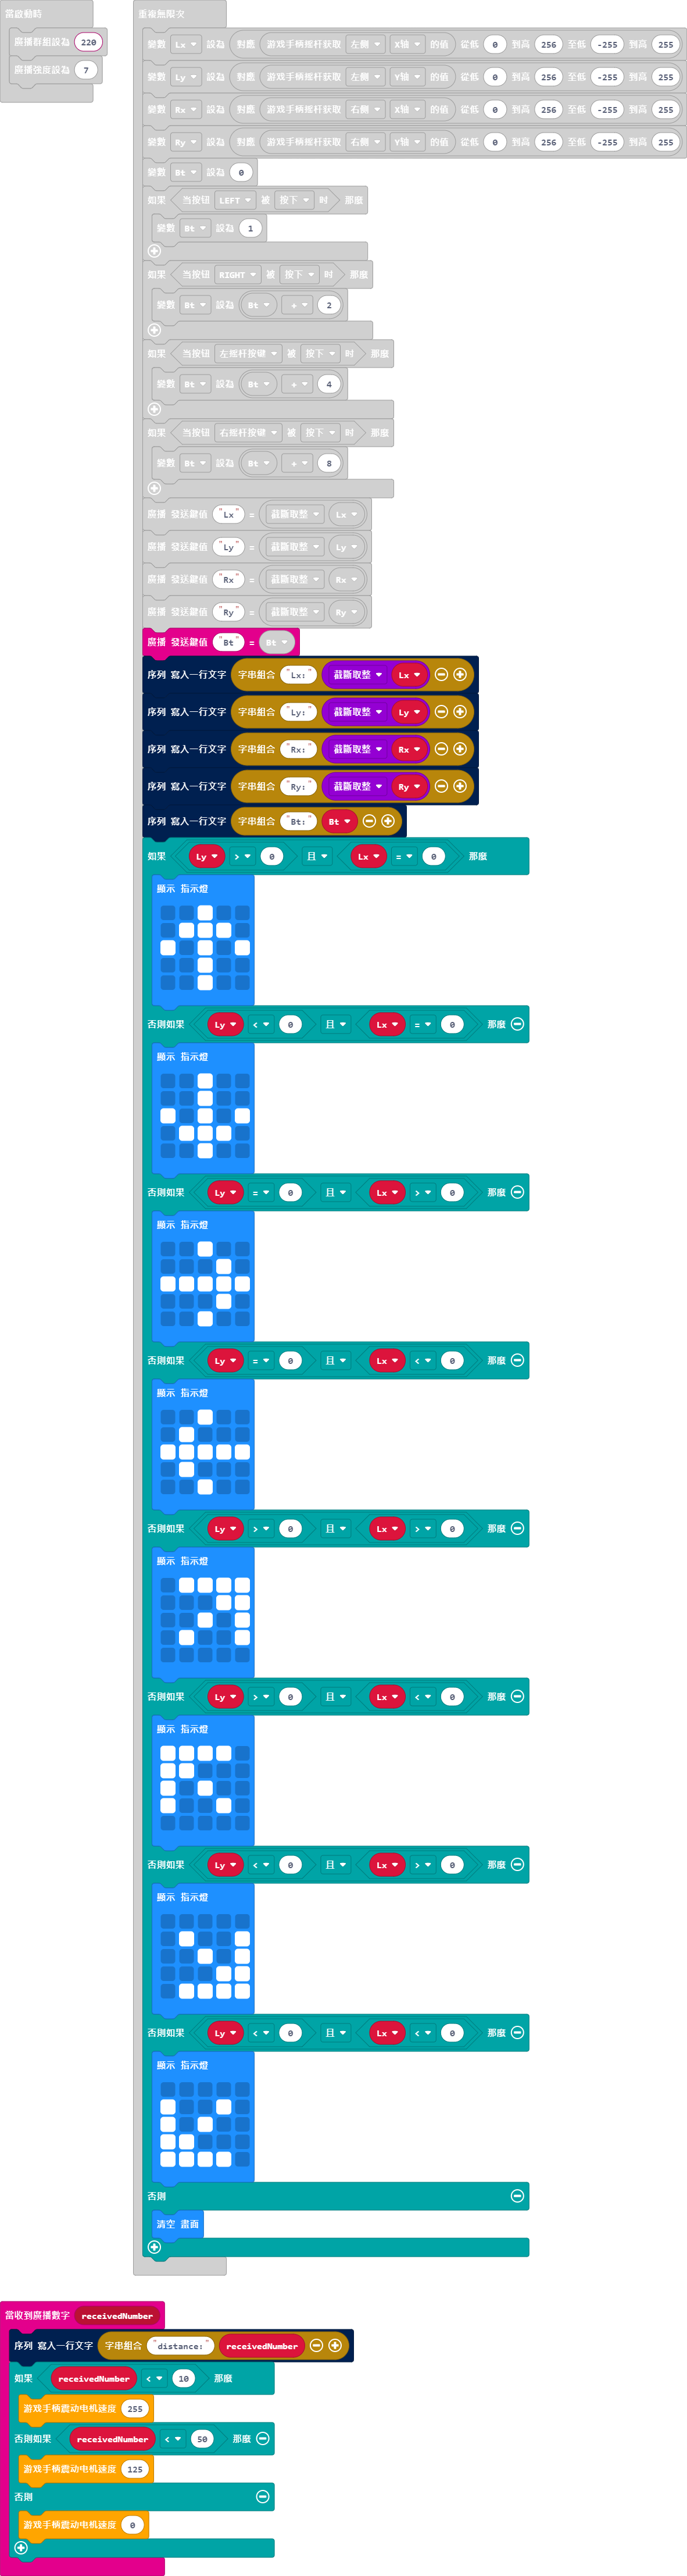 當啟動時
廣播群組設為 220
廣播強度設為 7
重複無限次
變數 Lx 設為 對應 游戏手柄摇杆获取 左侧 X轴 的值 從低 0 到高 256 至低 -255 到高 255
變數 Ly 設為 對應 游戏手柄摇杆获取 左侧 Y轴 的值 從低 0 到高 256 至低 -255 到高 255
變數 Rx 設為 對應 游戏手柄摇杆获取 右侧 X轴 的值 從低 0 到高 256 至低 -255 到高 255
變數 Ry 設為 對應 游戏手柄摇杆获取 右侧 Y轴 的值 從低 0 到高 256 至低 -255 到高 255
變數 Bt 設為 0
如果 当按钮 LEFT 被 按下 时 那麼
變數 Bt 設為 1
如果 当按钮 RIGHT 被 按下 时 那麼
變數 Bt 設為 Bt + 2
如果 当按钮 左摇杆按键 被 按下 时 那麼
變數 Bt 設為 Bt + 4
如果 当按钮 右摇杆按键 被 按下 时 那麼
變數 Bt 設為 Bt + 8
廣播 發送鍵值 "Lx" = 截斷取整 Lx
廣播 發送鍵值 "Ly" = 截斷取整 Ly
廣播 發送鍵值 "Rx" = 截斷取整 Rx
廣播 發送鍵值 "Ry" = 截斷取整 Ry
廣播 發送鍵值 "Bt" = Bt
序列 寫入一行文字 字串組合 "Lx:" 截斷取整 Lx
序列 寫入一行文字 字串組合 "Ly:" 截斷取整 Ly
序列 寫入一行文字 字串組合 "Rx:" 截斷取整 Rx
序列 寫入一行文字 字串組合 "Ry:" 截斷取整 Ry
序列 寫入一行文字 字串組合 "Bt:" Bt
如果 Ly > 0 且 Lx = 0 那麼
顯示 指示燈
否則如果 Ly < 0 且 Lx = 0 那麼
顯示 指示燈
否則如果 Ly = 0 且 Lx > 0 那麼
顯示 指示燈
否則如果 Ly = 0 且 Lx < 0 那麼
顯示 指示燈
否則如果 Ly > 0 且 Lx > 0 那麼
顯示 指示燈
否則如果 Ly > 0 且 Lx < 0 那麼
顯示 指示燈
否則如果 Ly < 0 且 Lx > 0 那麼
顯示 指示燈
否則如果 Ly < 0 且 Lx < 0 那麼
顯示 指示燈
否則
清空 畫面
當收到廣播數字 receivedNumber
序列 寫入一行文字 字串組合 "distance:" receivedNumber
如果 receivedNumber < 10 那麼
游戏手柄震动电机速度 255
否則如果 receivedNumber < 50 那麼
游戏手柄震动电机速度 125
否則
游戏手柄震动电机速度 0